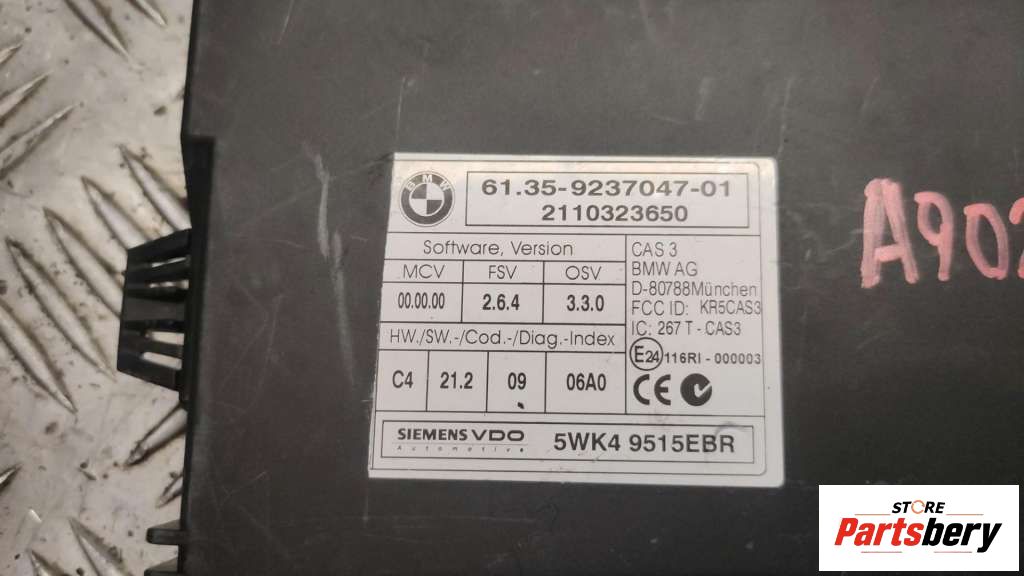 BMW
61.35-9237047-01
2110323650
Software, Version
MCV FSV OSV
00.00.00 2.6.4 3.3.0
HW./SW.-/Cod.-/Diag.-Index
C4 21.2 09 06A0
CAS 3
BMW AG
D-80788München
FCC ID: KR5CAS3
IC: 267 T - CAS3
E24 116RI - 000003
CE
SIEMENS VDO
Automotive
5WK4 9515EBR
A902
STORE
Partsbery